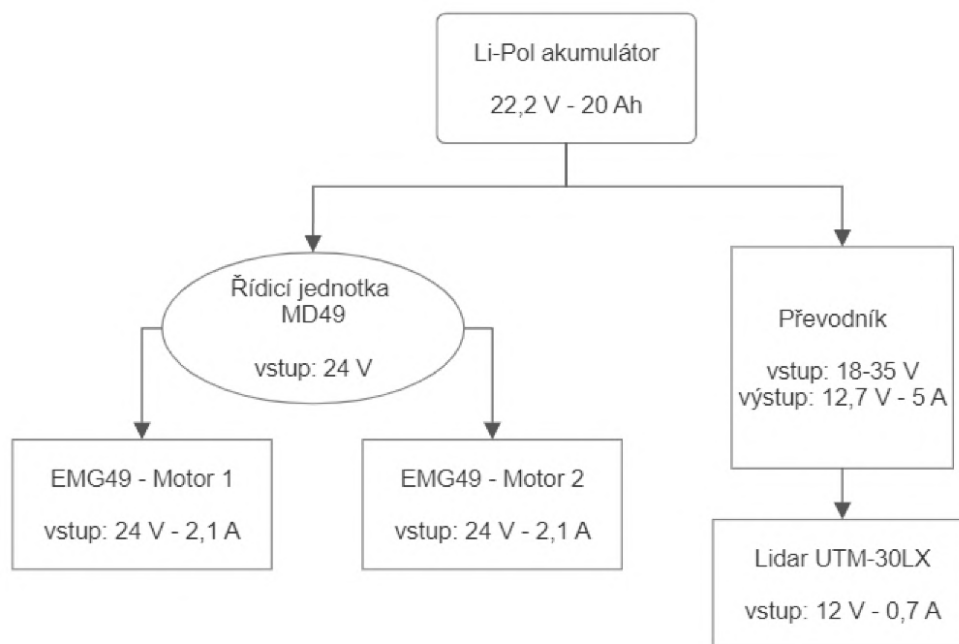 Li-Pol akumulátor
22,2 V - 20 Ah
Řídicí jednotka
MD49
vstup: 24 V
Převodník
vstup: 18-35 V
výstup: 12,7 V - 5 A
EMG49 - Motor 1
vstup: 24 V - 2,1 A
EMG49 - Motor 2
vstup: 24 V - 2,1 A
Lidar UTM-30LX
vstup: 12 V - 0,7 A